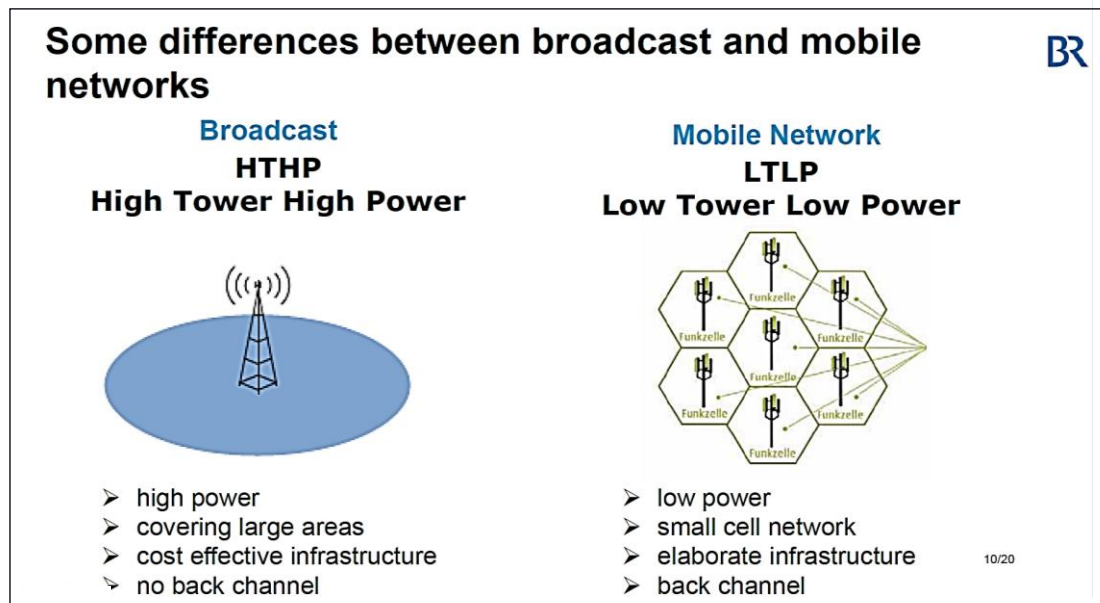 Some differences between broadcast and mobile
networks
BR
Broadcast
HTHP
High Tower High Power
Mobile Network
LTLP
Low Tower Low Power
Funkzelle
Funkzelle
Funkzelle
Funkzelle
Funkzelle
Funkzelle
Funkzelle
➢ high power
➢ covering large areas
➢ cost effective infrastructure
➢ no back channel
➢ low power
➢ small cell network
➢ elaborate infrastructure
➢ back channel
10/20